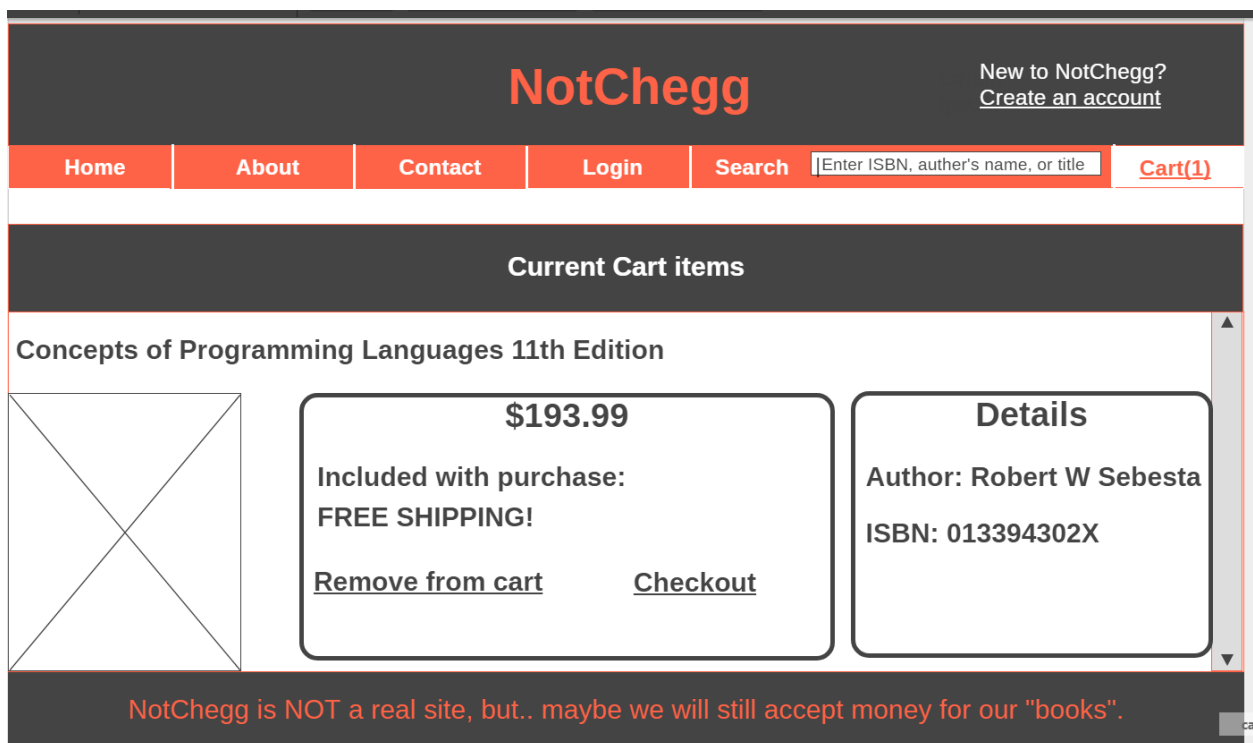 NotChegg
New to NotChegg?
Create an account
Home About Contact Login Search Enter ISBN, auther's name, or title Cart(1)
Current Cart items
Concepts of Programming Languages 11th Edition
$193.99
Included with purchase:
FREE SHIPPING!
Remove from cart Checkout
Details
Author: Robert W Sebesta
ISBN: 013394302X
NotChegg is NOT a real site, but.. maybe we will still accept money for our "books".